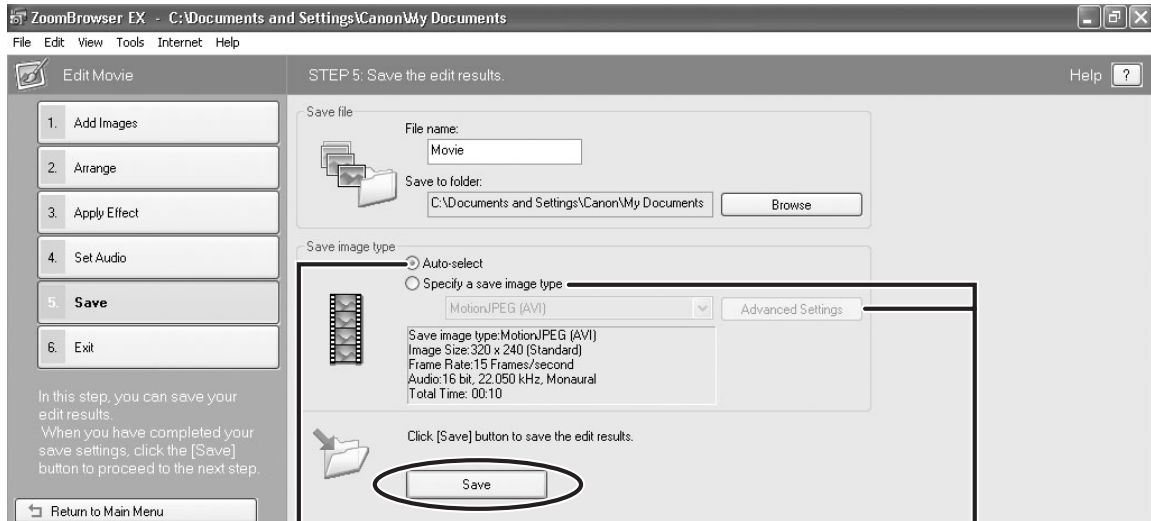 ZoomBrowser EX - C:\Documents and Settings\Canon\My Documents
File Edit View Tools Internet Help
Edit Movie
STEP 5: Save the edit results.
Help ?
1. Add Images
2. Arrange
3. Apply Effect
4. Set Audio
5. Save
6. Exit
In this step, you can save your
edit results.
When you have completed your
save settings, click the [Save]
button to proceed to the next step.
Return to Main Menu
Save file
File name:
Movie
Save to folder:
C:\Documents and Settings\Canon\My Documents
Browse
Save image type
Auto-select
Specify a save image type
MotionJPEG (AVI)
Advanced Settings
Save image type:MotionJPEG (AVI)
Image Size:320 x 240 (Standard)
Frame Rate:15 Frames/second
Audio:16 bit, 22.050 kHz, Monaural
Total Time: 00:10
Click [Save] button to save the edit results.
Save